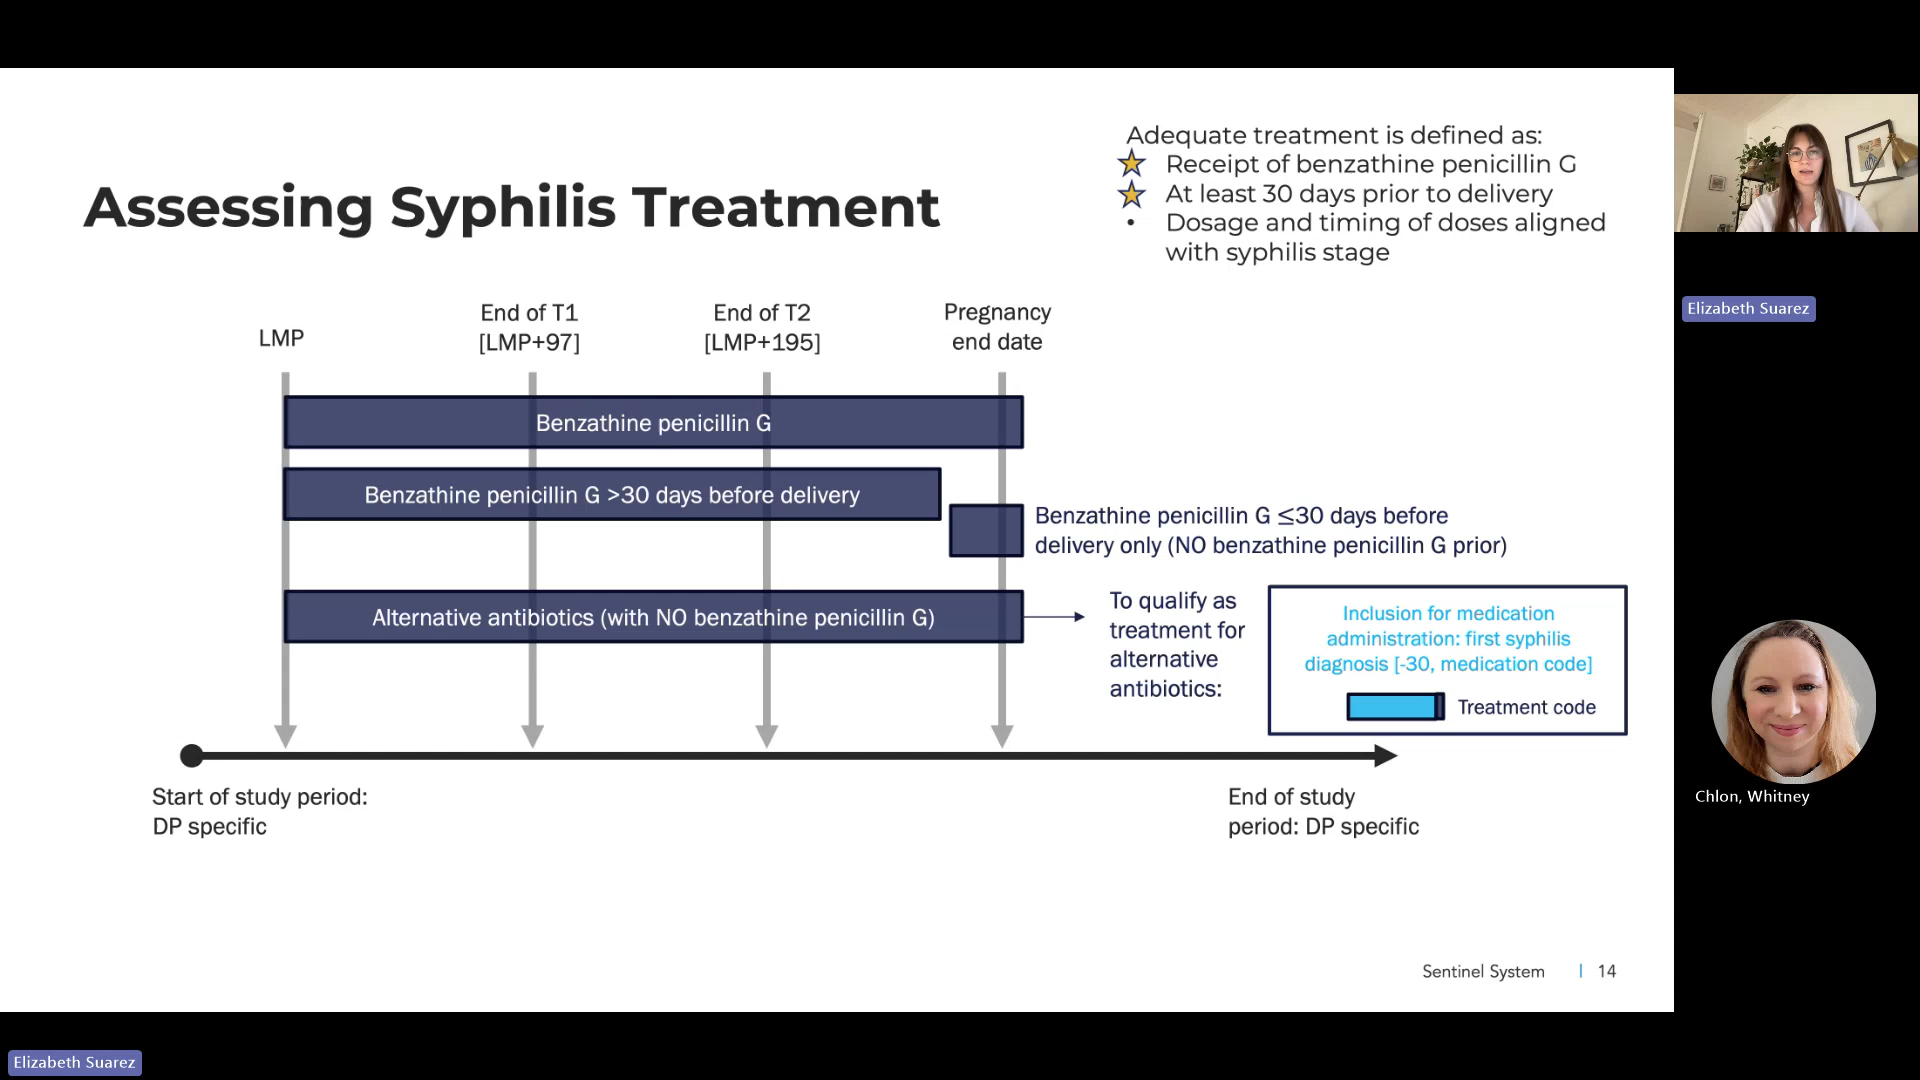 Adequate treatment is defined as:
Receipt of benzathine penicillin G
At least 30 days prior to delivery
• Dosage and timing of doses aligned
with syphilis stage
Assessing Syphilis Treatment
LMP
End of T1
[LMP+97]
End of T2
[LMP+195]
Pregnancy
end date
Benzathine penicillin G
Benzathine penicillin G >30 days before delivery
Benzathine penicillin G ≤30 days before
delivery only (NO benzathine penicillin G prior)
Alternative antibiotics (with NO benzathine penicillin G)
To qualify as
treatment for
alternative
antibiotics:
Inclusion for medication
administration: first syphilis
diagnosis [-30, medication code]
Treatment code
Start of study period:
DP specific
End of study
period: DP specific
Sentinel System | 14
Elizabeth Suarez
Chlon, Whitney
Elizabeth Suarez